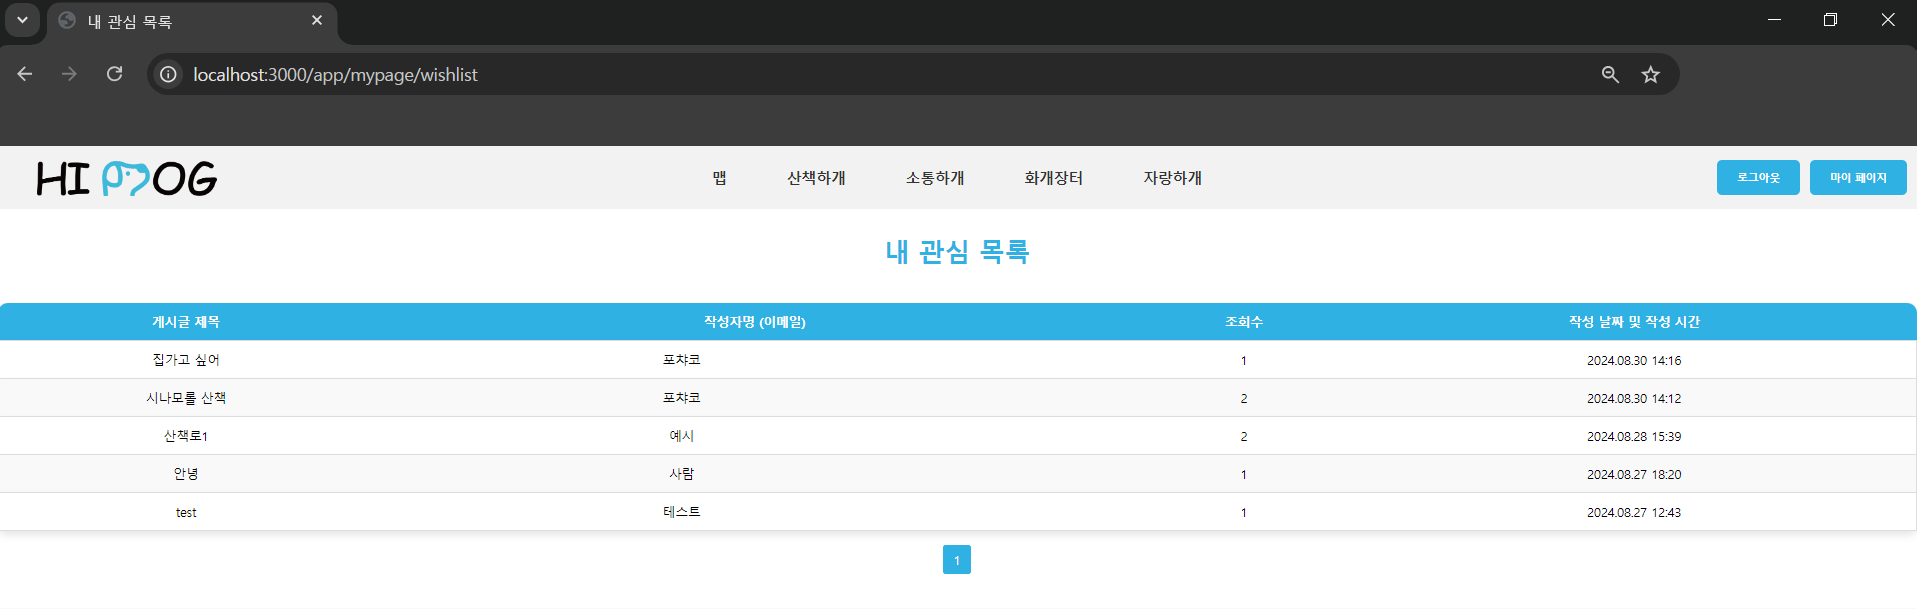 내 관심 목록
localhost:3000/app/mypage/wishlist
HI DOG 맵 산책하개 소통하개 화개장터 자랑하개 로그아웃 마이 페이지
내 관심 목록
게시글 제목 작성자명 (이메일) 조회수 작성 날짜 및 작성 시간
집가고 싶어 포챠코 1 2024.08.30 14:16
시나모롤 산책 포챠코 2 2024.08.30 14:12
산책로1 예시 2 2024.08.28 15:39
안녕 사람 1 2024.08.27 18:20
test 테스트 1 2024.08.27 12:43
1